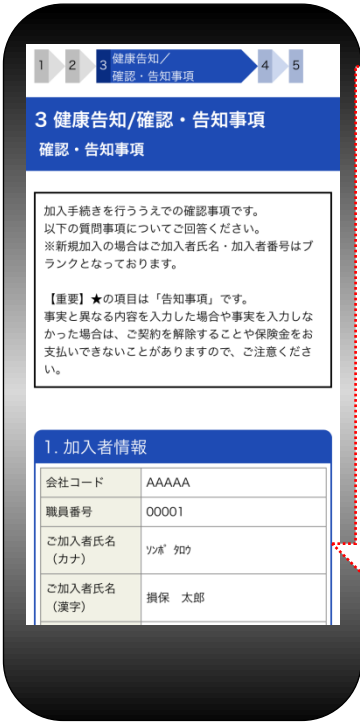 1 2 3 健康告知／
確認・告知事項 4 5
3 健康告知/確認・告知事項
確認・告知事項
加入手続きを行ううえでの確認事項です。
以下の質問事項についてご回答ください。
※新規加入の場合はご加入者氏名・加入者番号はブ
ランクとなっております。
【重要】★の項目は「告知事項」です。
事実と異なる内容を入力した場合や事実を入力しな
かった場合は、ご契約を解除することや保険金をお
支払いできないことがありますので、ご注意くださ
い。
1. 加入者情報
会社コード AAAAA
職員番号 00001
ご加入者氏名
（カナ） ｿﾝﾎﾟ ﾀﾛｳ
ご加入者氏名
（漢字） 損保　太郎